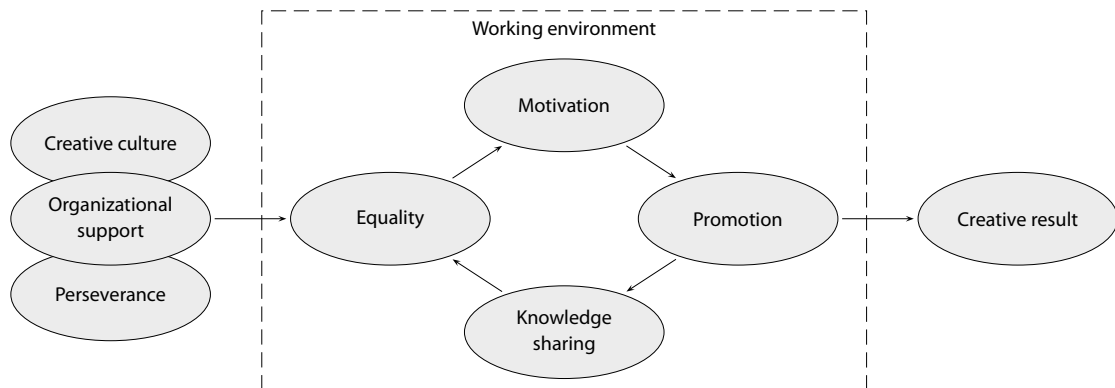 Working environment
Motivation
Creative culture
Organizational
support
Equality
Promotion
Creative result
Perseverance
Knowledge
sharing